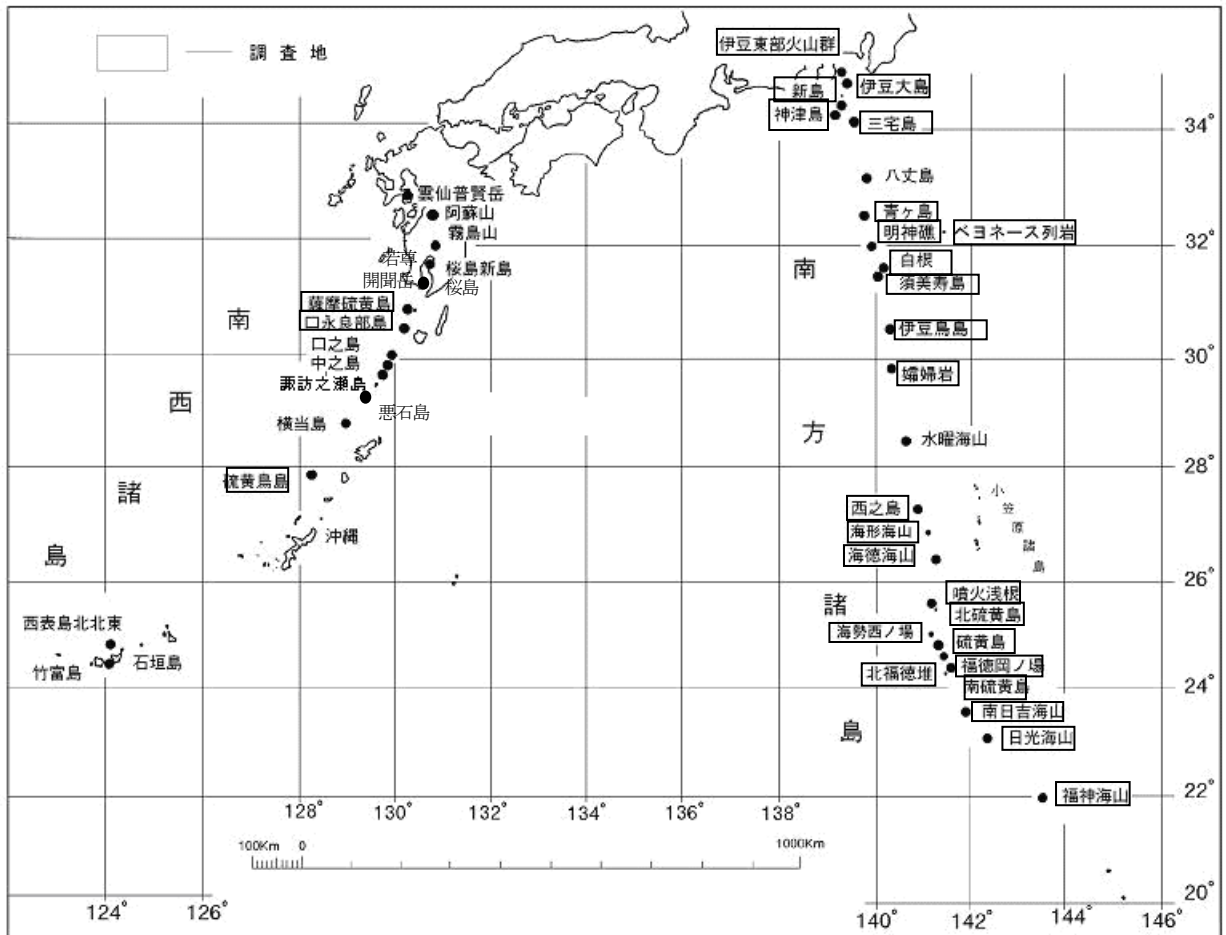 調査地
伊豆東部火山群
新島
伊豆大島
神津島
三宅島
34°
八丈島
雲仙普賢岳
阿蘇山
青ヶ島
霧島山
明神礁・ベヨネース列岩
32°
若尊
桜島新島
南
白根
開聞岳
桜島
須美寿島
薩摩硫黄島
南
口永良部島
伊豆鳥島
口之島
30°
中之島
孀婦岩
諏訪之瀬島
西
悪石島
横当島
方
水曜海山
28°
硫黄鳥島
諸
小笠原諸島
西之島
沖縄
海形海山
島
海徳海山
26°
噴火浅根
諸
北硫黄島
西表島北北東
海勢西ノ場
硫黄島
石垣島
福徳岡ノ場
竹富島
北福徳堆
24°
南硫黄島
南日吉海山
島
日光海山
福神海山
22°
128°
130°
132°
134°
136°
138°
100Km
0
1000Km
20°
124°
126°
140°
142°
144°
146°